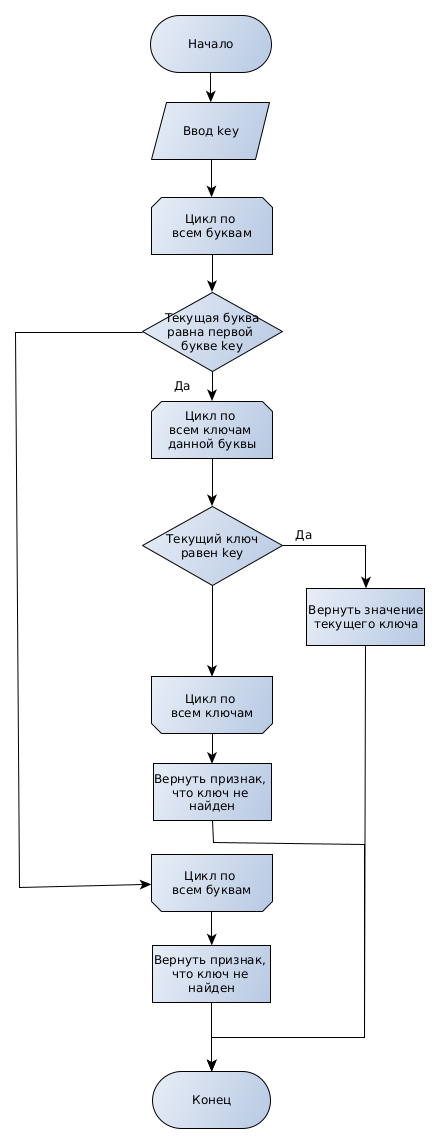 Начало
Ввод key
Цикл по
всем буквам
Текущая буква
равна первой
букве key
Да
Цикл по
всем ключам
данной буквы
Текущий ключ
равен key
Да
Вернуть значение
текущего ключа
Цикл по
всем ключам
Вернуть признак,
что ключ не
найден
Цикл по
всем буквам
Вернуть признак,
что ключ не
найден
Конец